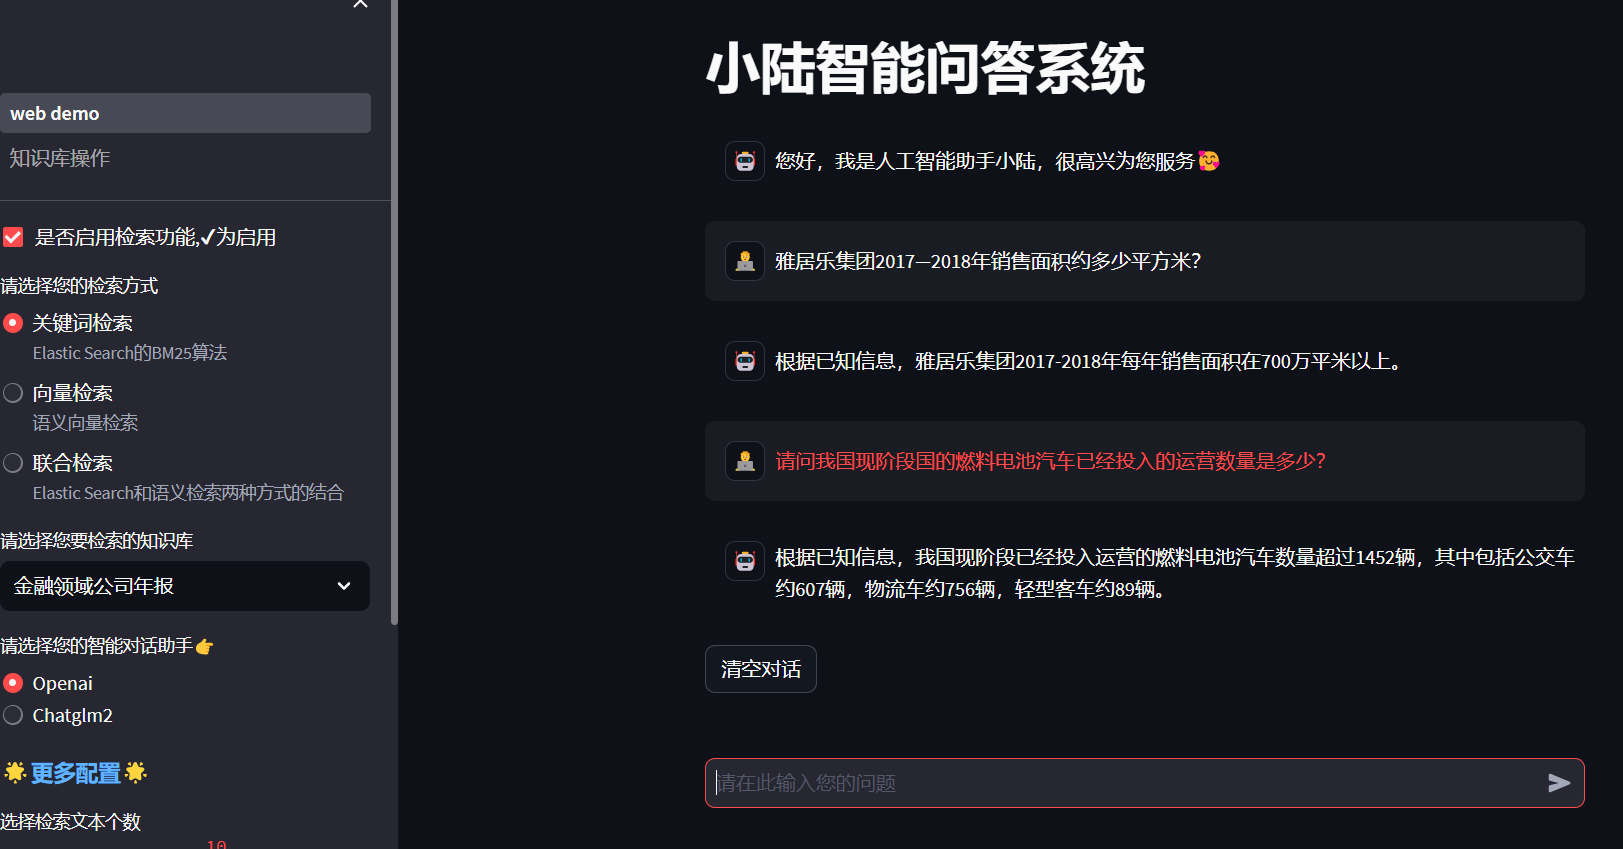 web demo
知识库操作
是否启用检索功能,✓为启用
请选择您的检索方式
关键词检索
Elastic Search的BM25算法
向量检索
语义向量检索
联合检索
Elastic Search和语义检索两种方式的结合
请选择您要检索的知识库
金融领域公司年报
请选择您的智能对话助手👉
Openai
Chatglm2
🌟更多配置🌟
选择检索文本个数
10
小陆智能问答系统
您好，我是人工智能助手小陆，很高兴为您服务🥰
雅居乐集团2017—2018年销售面积约多少平方米？
根据已知信息，雅居乐集团2017-2018年每年销售面积在700万平米以上。
请问我国现阶段国的燃料电池汽车已经投入的运营数量是多少？
根据已知信息，我国现阶段已经投入运营的燃料电池汽车数量超过1452辆，其中包括公交车
约607辆，物流车约756辆，轻型客车约89辆。
清空对话
请在此输入您的问题